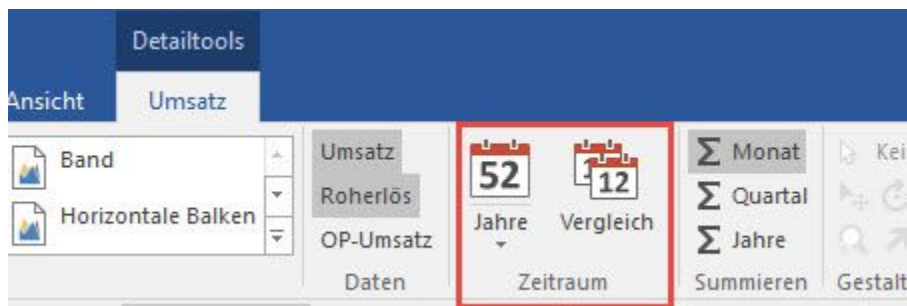 Detailtools
Ansicht Umsatz
Band
Horizontale Balken
Umsatz
Roherlös
OP-Umsatz
Daten
52
Jahre
12
Vergleich
Zeitraum
Σ Monat
Σ Quartal
Σ Jahre
Summieren
Kei
Gestalt